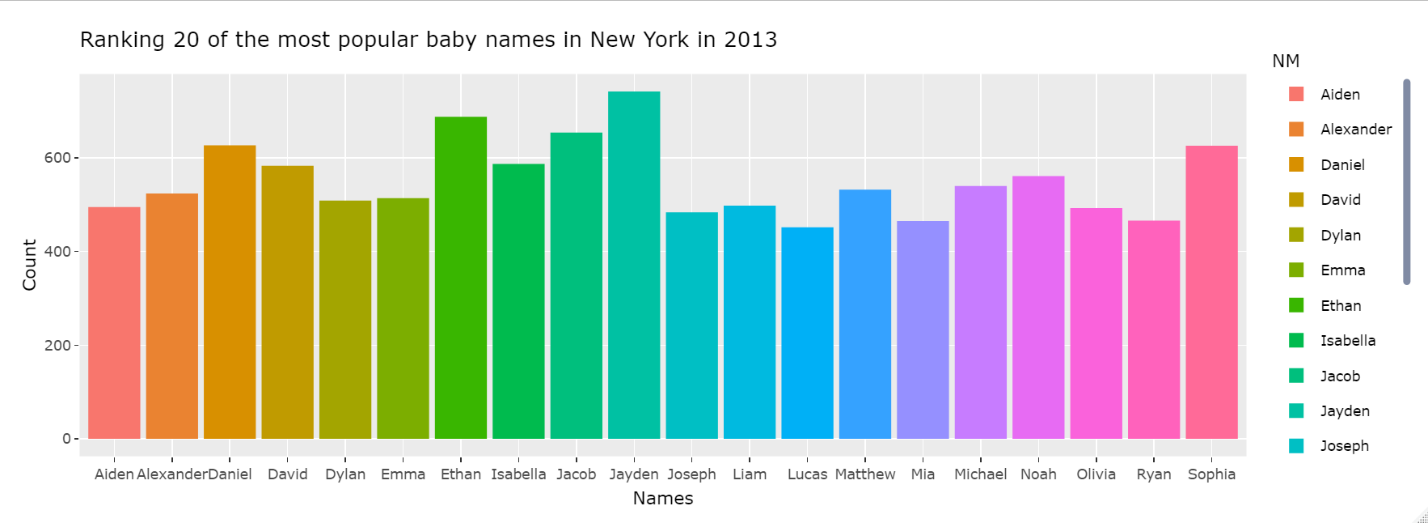 Ranking 20 of the most popular baby names in New York in 2013
NM
Aiden
Alexander
Daniel
David
Dylan
Emma
Ethan
Isabella
Jacob
Jayden
Joseph
Count
600
400
200
0
Aiden Alexander Daniel David Dylan Emma Ethan Isabella Jacob Jayden Joseph Liam Lucas Matthew Mia Michael Noah Olivia Ryan Sophia
Names